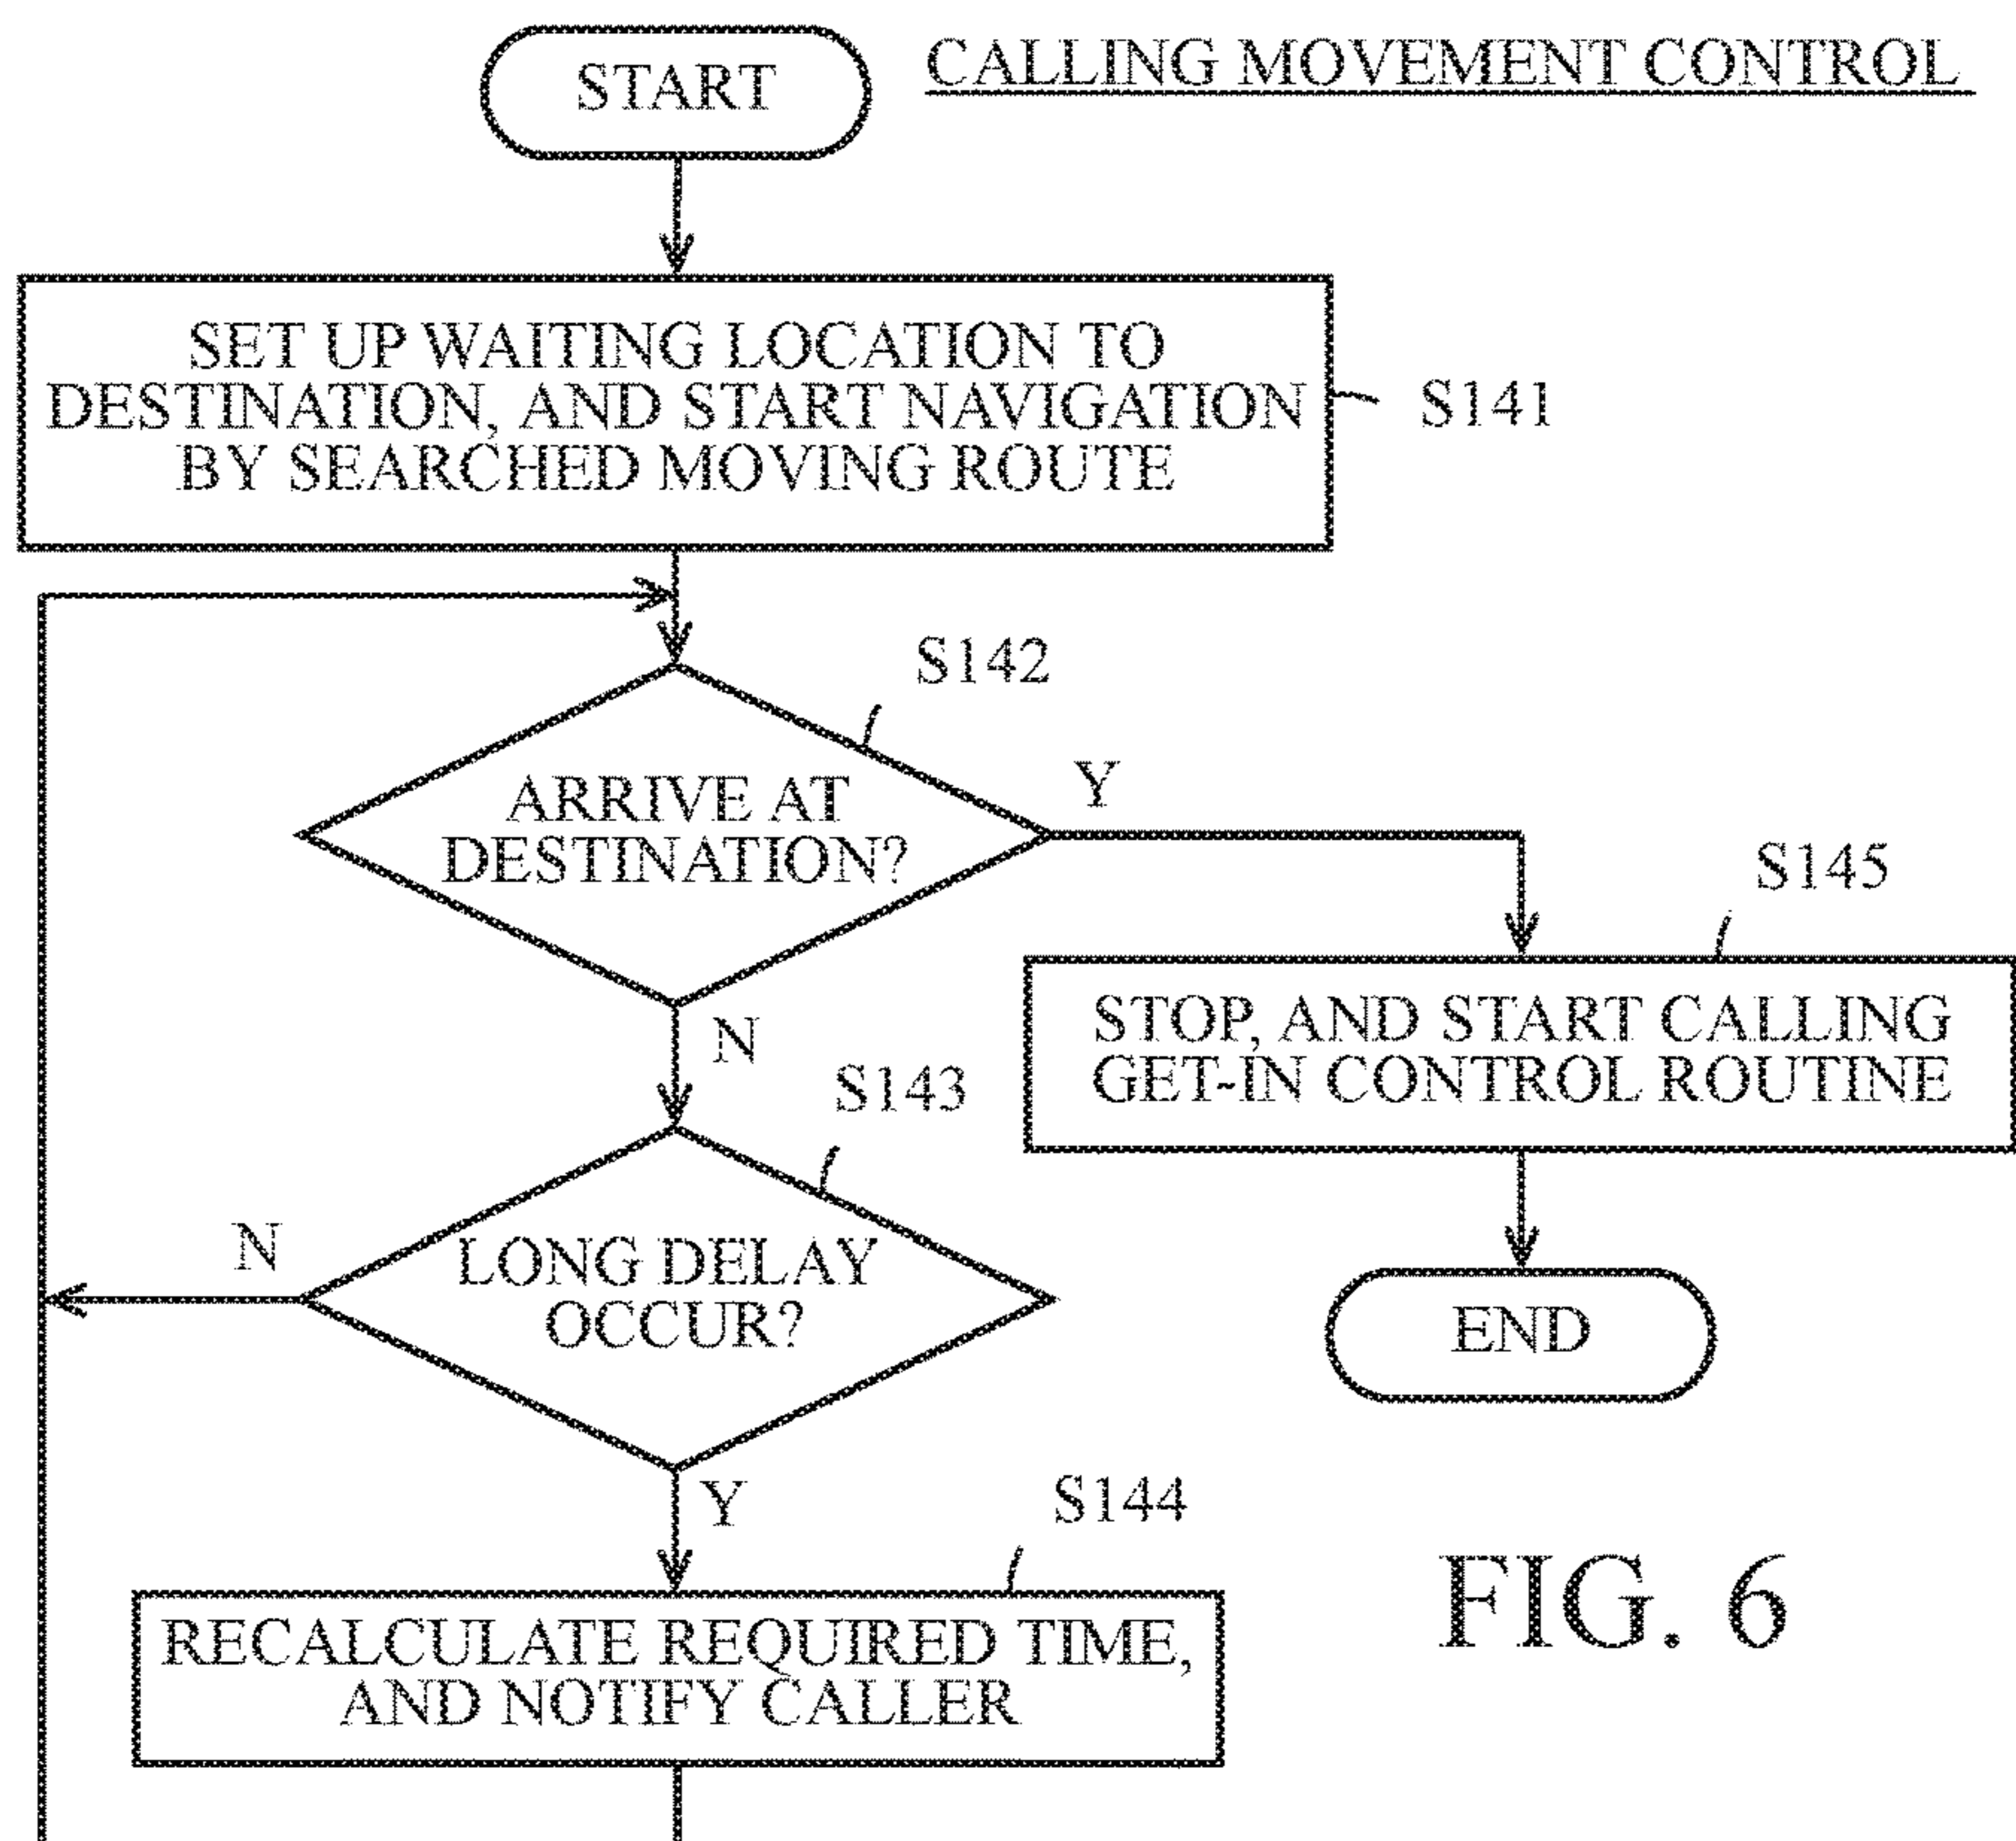 START
CALLING MOVEMENT CONTROL
SET UP WAITING LOCATION TO
DESTINATION, AND START NAVIGATION
BY SEARCHED MOVING ROUTE
S141
S142
ARRIVE AT
DESTINATION?
Y
S145
STOP, AND START CALLING
GET-IN CONTROL ROUTINE
N
S143
LONG DELAY
OCCUR?
N
END
Y
S144
RECALCULATE REQUIRED TIME,
AND NOTIFY CALLER
FIG. 6